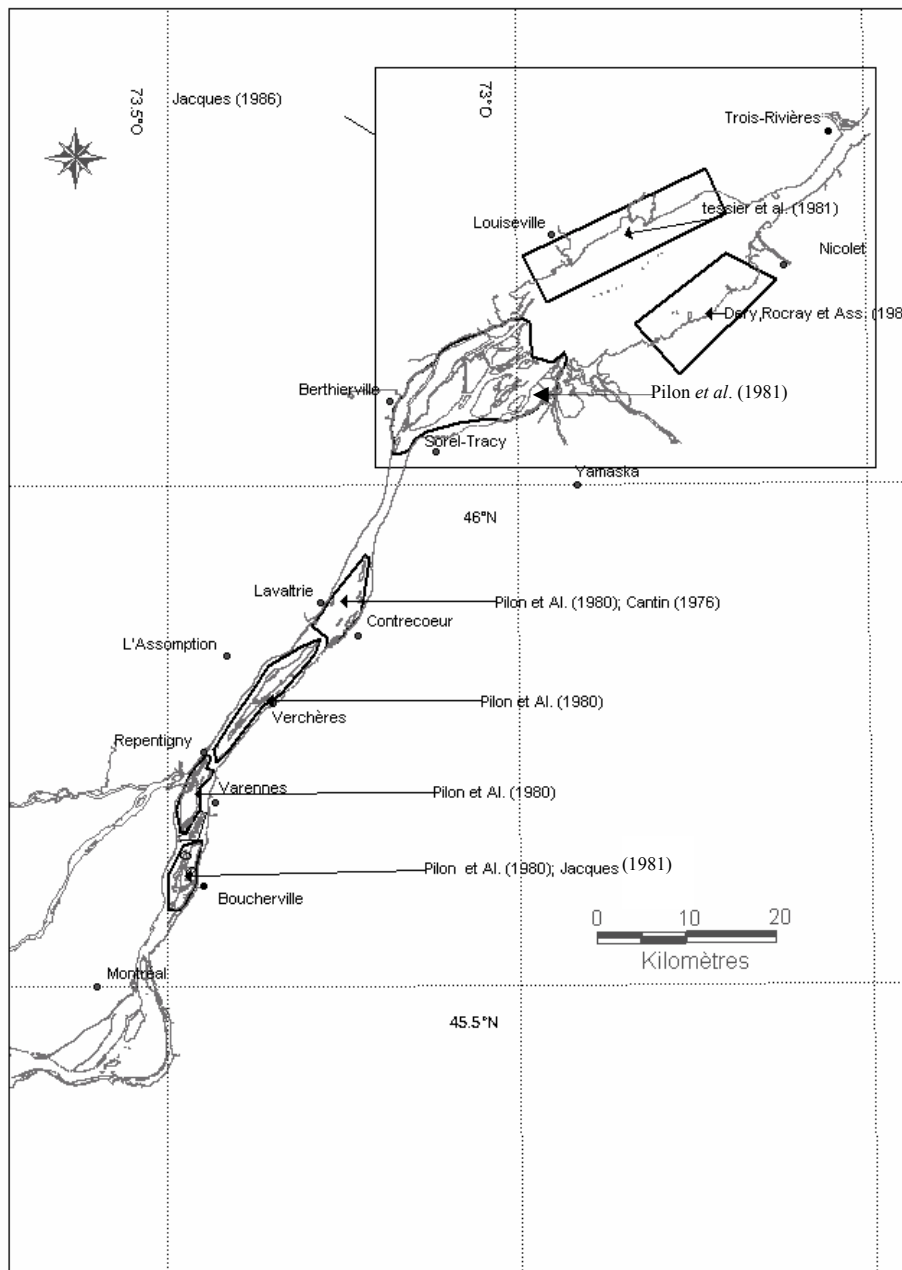 73.5°O
Jacques (1986)
73°O
Trois-Rivières
Louiseville
tessier et al. (1981)
Nicolet
Dery,Rocray et Ass. (198
Berthierville
Pilon et al. (1981)
Sorel-Tracy
Yamaska
46°N
Lavaltrie
Pilon et Al. (1980); Cantin (1976)
Contrecoeur
L'Assomption
Pilon et Al. (1980)
Verchères
Repentigny
Varennes
Pilon et Al. (1980)
Pilon et Al. (1980); Jacques (1981)
Boucherville
0 10 20
Kilomètres
Montréal
45.5°N